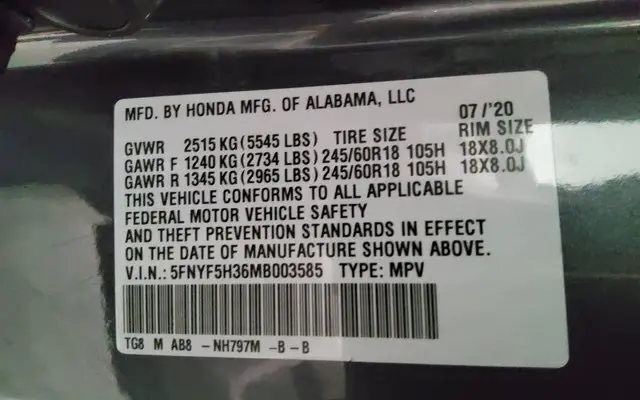 MFD. BY HONDA MFG. OF ALABAMA, LLC 07/'20
GVWR 2515 KG (5545 LBS) TIRE SIZE RIM SIZE
GAWR F 1240 KG (2734 LBS) 245/60R18 105H 18X8.0J
GAWR R 1345 KG (2965 LBS) 245/60R18 105H 18X8.0J
THIS VEHICLE CONFORMS TO ALL APPLICABLE
FEDERAL MOTOR VEHICLE SAFETY
AND THEFT PREVENTION STANDARDS IN EFFECT
ON THE DATE OF MANUFACTURE SHOWN ABOVE.
V.I.N.: 5FNYF5H36MB003585 TYPE: MPV
TG8 M AB8 - NH797M -B - B